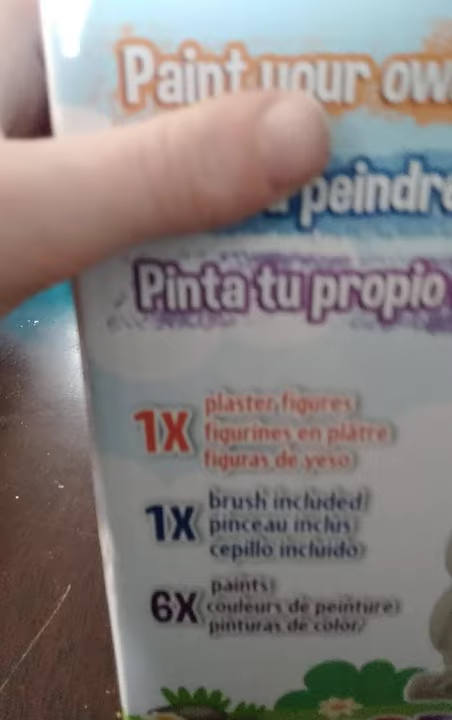 Paint your ow
peindre
Pinta tu propio
1X
plaster figures
figurines en plâtre
figuras de yeso
1X
brush included
pinceau inclus
cepillo incluido
6X
paints
couleurs de peinture
pinturas de color